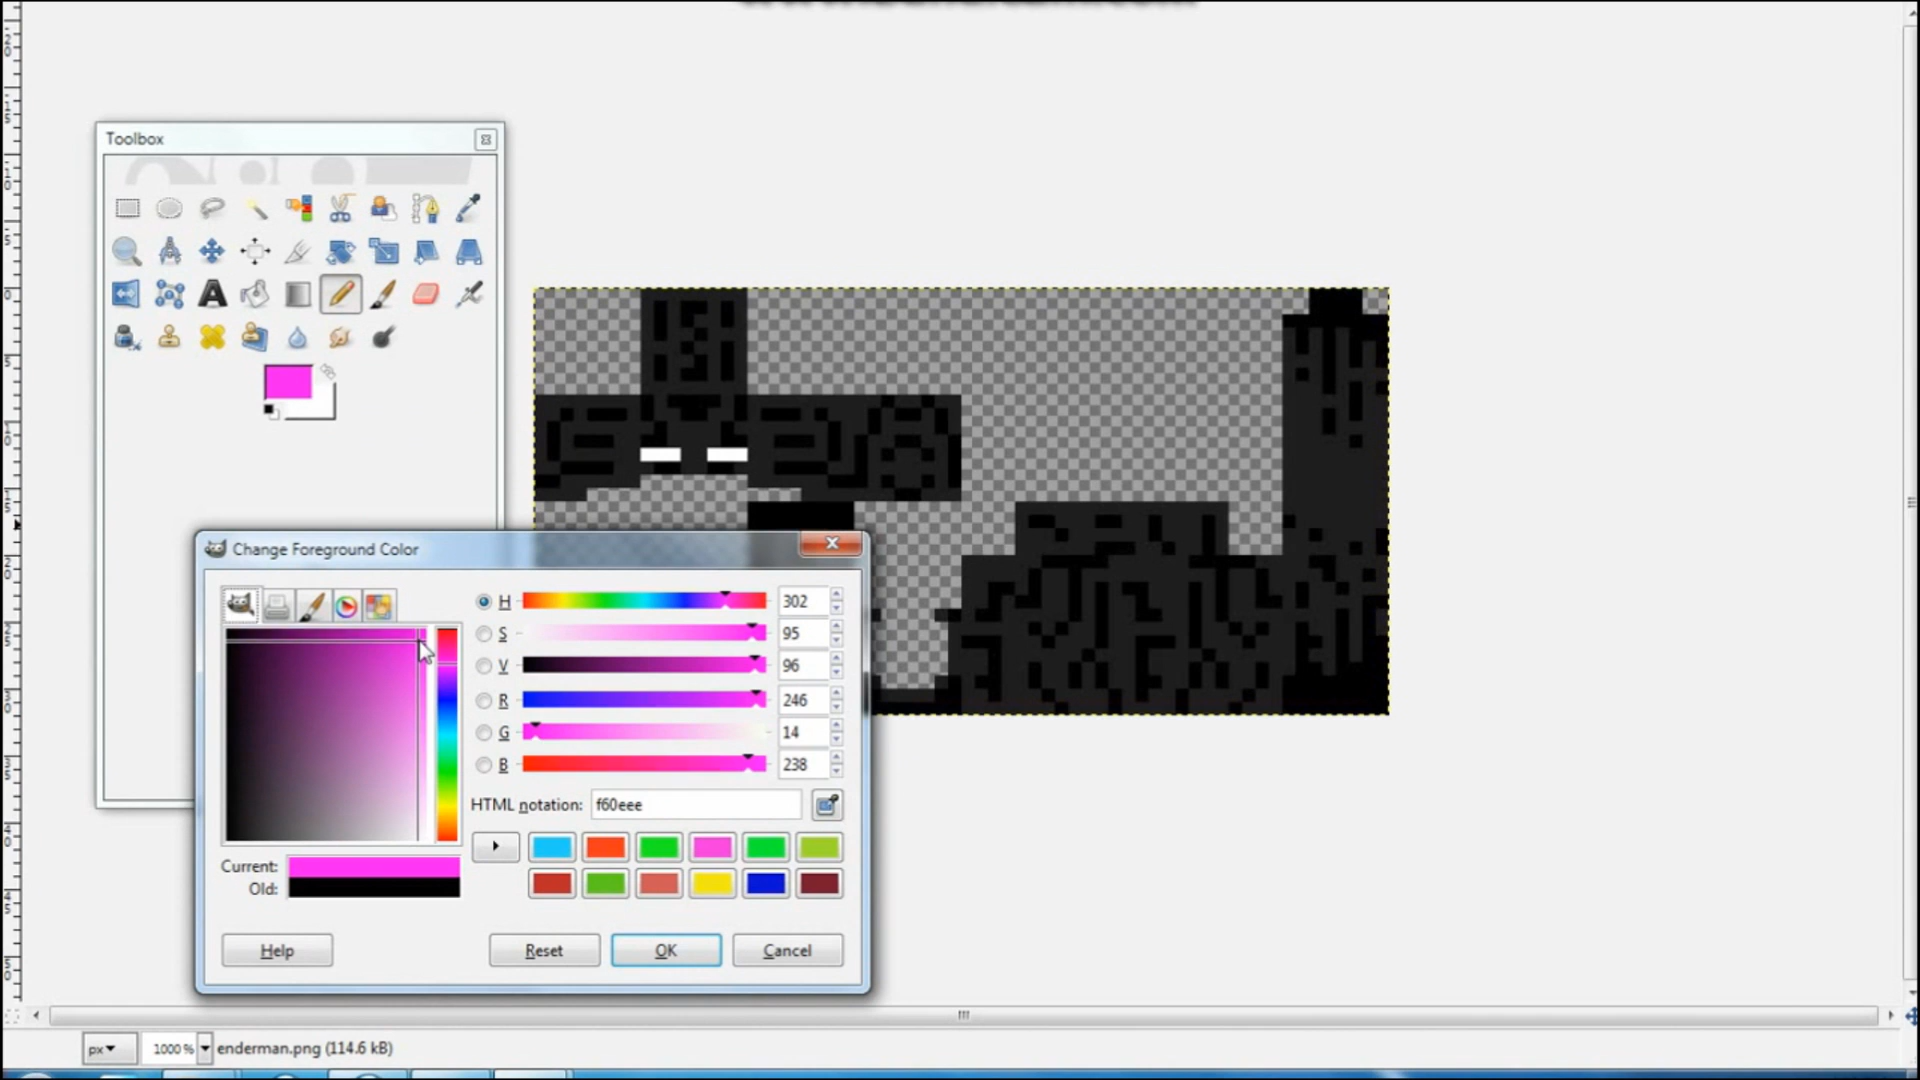 Toolbox
Change Foreground Color
H 302
S 95
V 96
R 246
G 14
B 238
HTML notation: f60eee
Current:
Old:
Help Reset OK Cancel
px 1000 % enderman.png (114.6 kB)